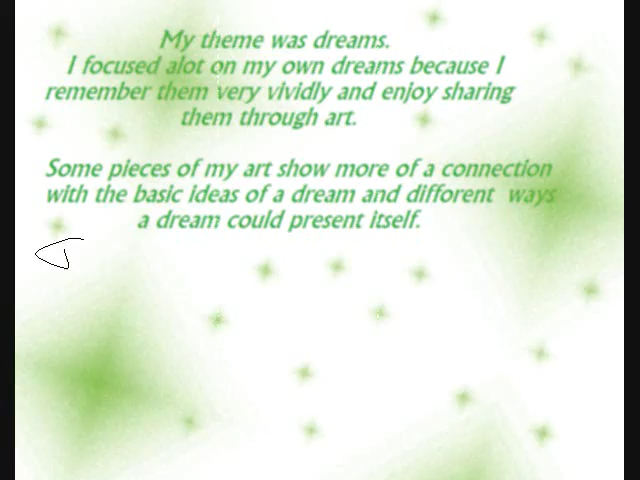 My theme was dreams.
I focused alot on my own dreams because I
remember them very vividly and enjoy sharing
them through art.
Some pieces of my art show more of a connection
with the basic ideas of a dream and different ways
a dream could present itself.